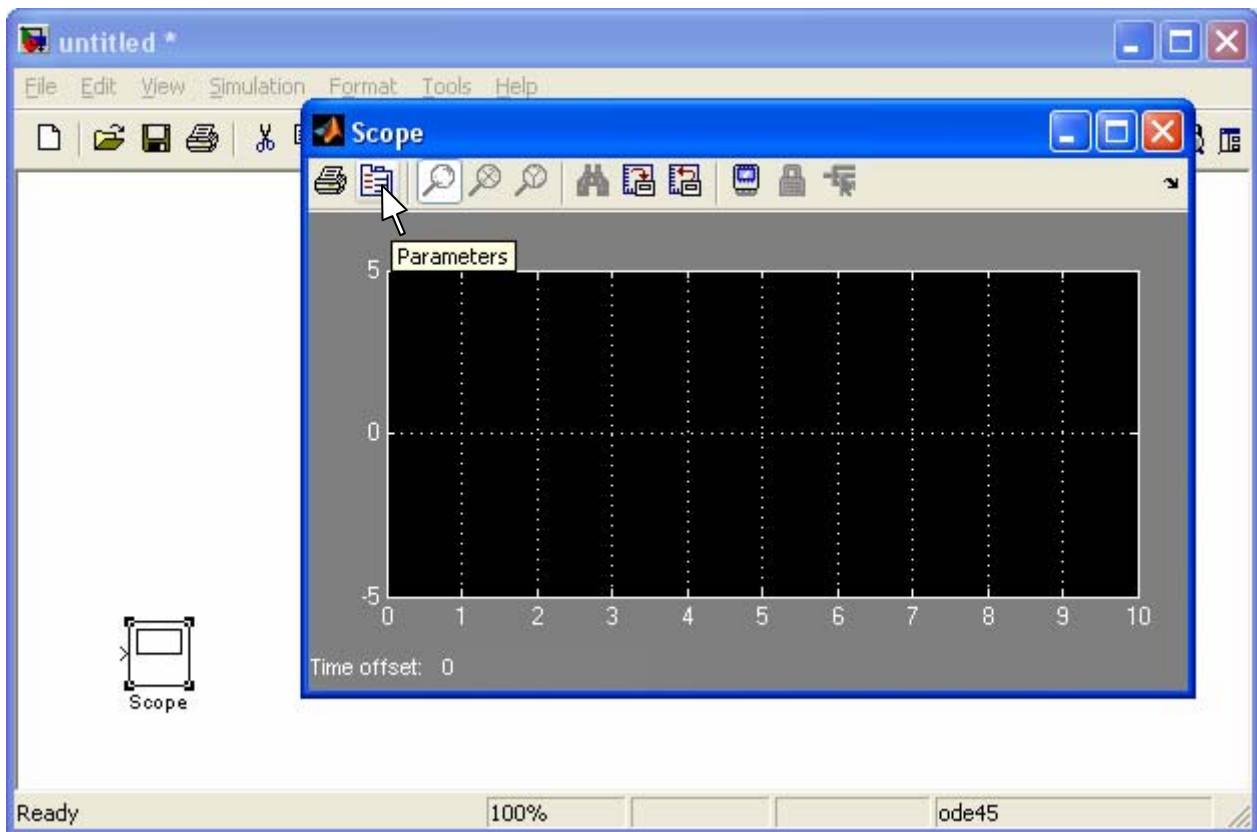 untitled *
File Edit View Simulation Format Tools Help
Scope
Parameters
5
0
-5
0 1 2 3 4 5 6 7 8 9 10
Time offset: 0
Scope
Ready 100% ode45